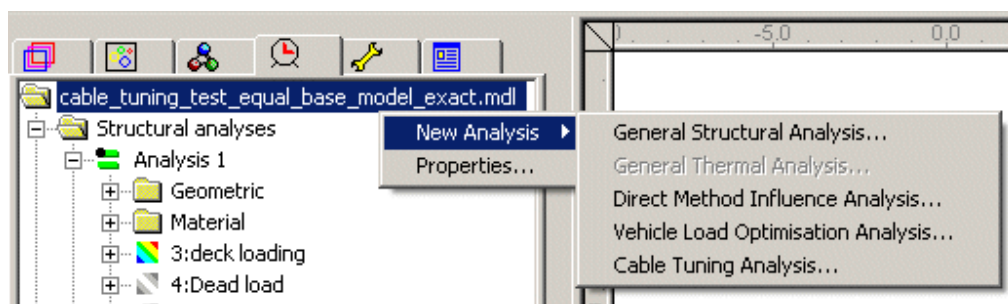 -5.0 0.0
cable_tuning_test_equal_base_model_exact.mdl
Structural analyses
Analysis 1
Geometric
Material
3:deck loading
4:Dead load
New Analysis
Properties...
General Structural Analysis...
General Thermal Analysis...
Direct Method Influence Analysis...
Vehicle Load Optimisation Analysis...
Cable Tuning Analysis...